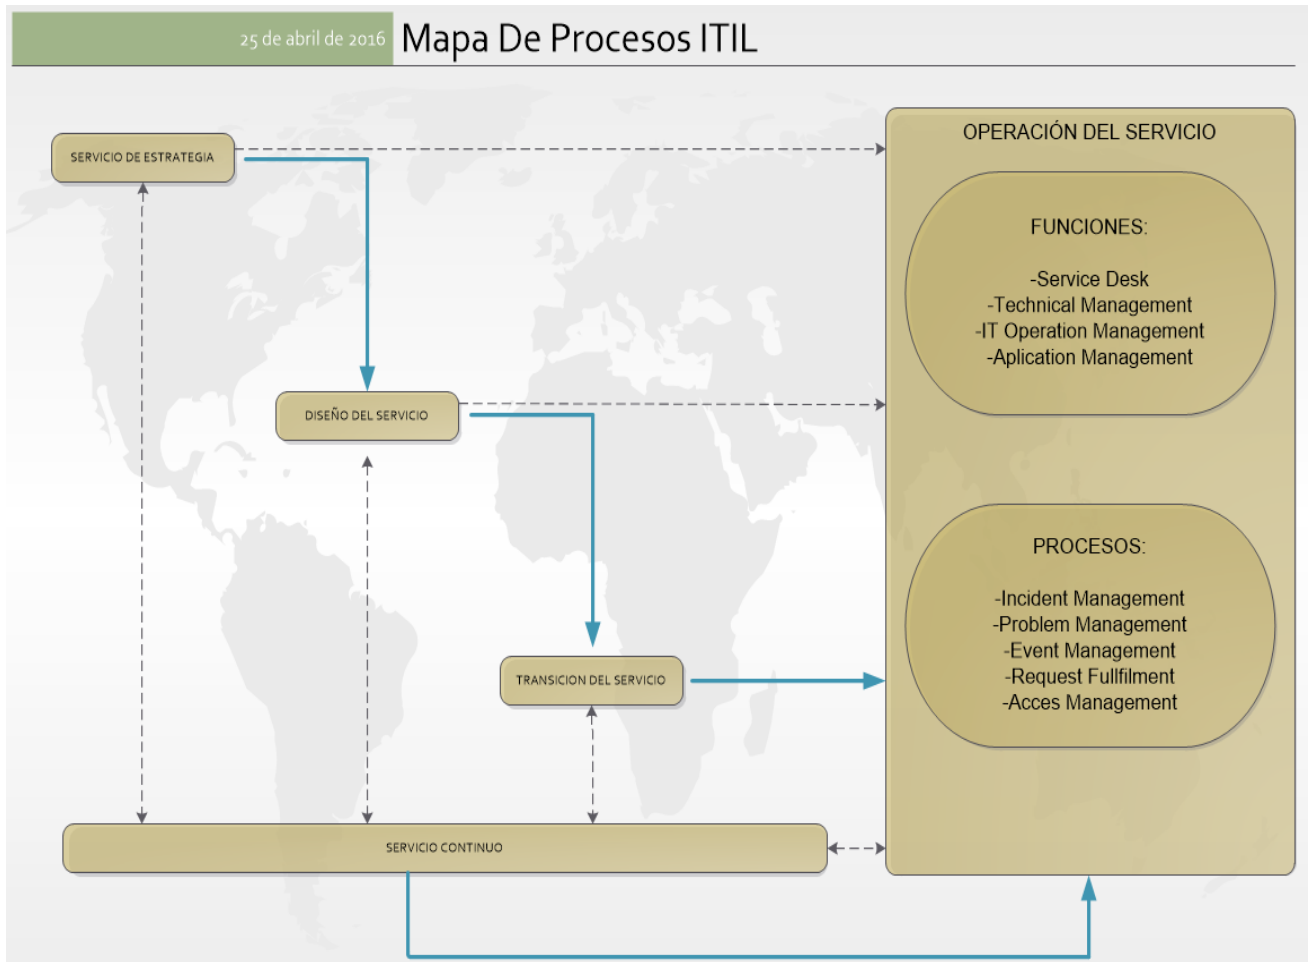 25 de abril de 2016
Mapa De Procesos ITIL
SERVICIO DE ESTRATEGIA
DISEÑO DEL SERVICIO
TRANSICION DEL SERVICIO
SERVICIO CONTINUO
OPERACIÓN DEL SERVICIO
FUNCIONES:
-Service Desk
-Technical Management
-IT Operation Management
-Aplication Management
PROCESOS:
-Incident Management
-Problem Management
-Event Management
-Request Fullfilment
-Acces Management